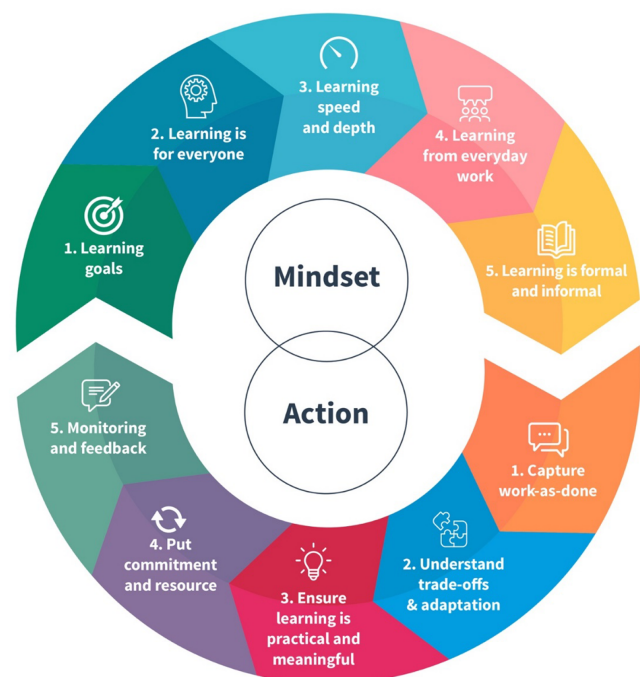 1. Learning
goals
2. Learning is
for everyone
3. Learning
speed
and depth
4. Learning
from everyday
work
5. Learning is formal
and informal
Mindset
Action
1. Capture
work-as-done
2. Understand
trade-offs
& adaptation
3. Ensure
learning is
practical and
meaningful
4. Put
commitment
and resource
5. Monitoring
and feedback